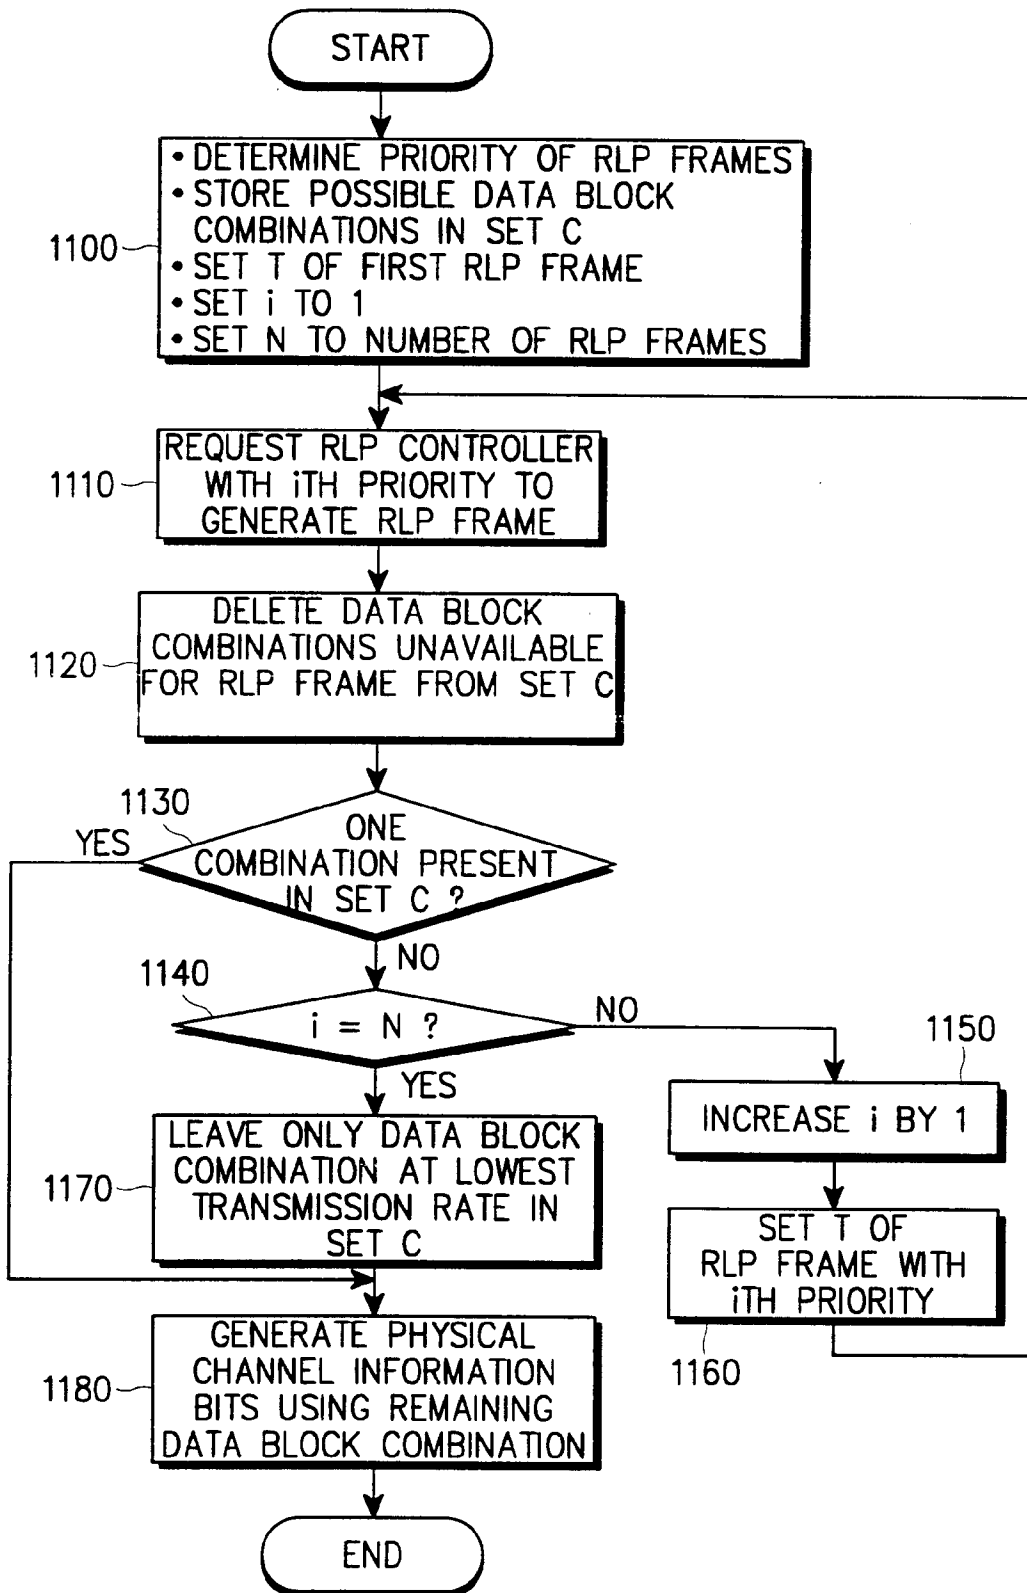 START
• DETERMINE PRIORITY OF RLP FRAMES
• STORE POSSIBLE DATA BLOCK
COMBINATIONS IN SET C
1100
• SET T OF FIRST RLP FRAME
• SET i TO 1
• SET N TO NUMBER OF RLP FRAMES
REQUEST RLP CONTROLLER
1110
WITH iTH PRIORITY TO
GENERATE RLP FRAME
DELETE DATA BLOCK
COMBINATIONS UNAVAILABLE
1120
FOR RLP FRAME FROM SET C
1130
YES
ONE
COMBINATION PRESENT
IN SET C ?
NO
1140
i = N ?
NO
YES
1150
INCREASE i BY 1
LEAVE ONLY DATA BLOCK
COMBINATION AT LOWEST
1170
TRANSMISSION RATE IN
SET C
SET T OF
RLP FRAME WITH
iTH PRIORITY
1160
GENERATE PHYSICAL
CHANNEL INFORMATION
1180
BITS USING REMAINING
DATA BLOCK COMBINATION
END